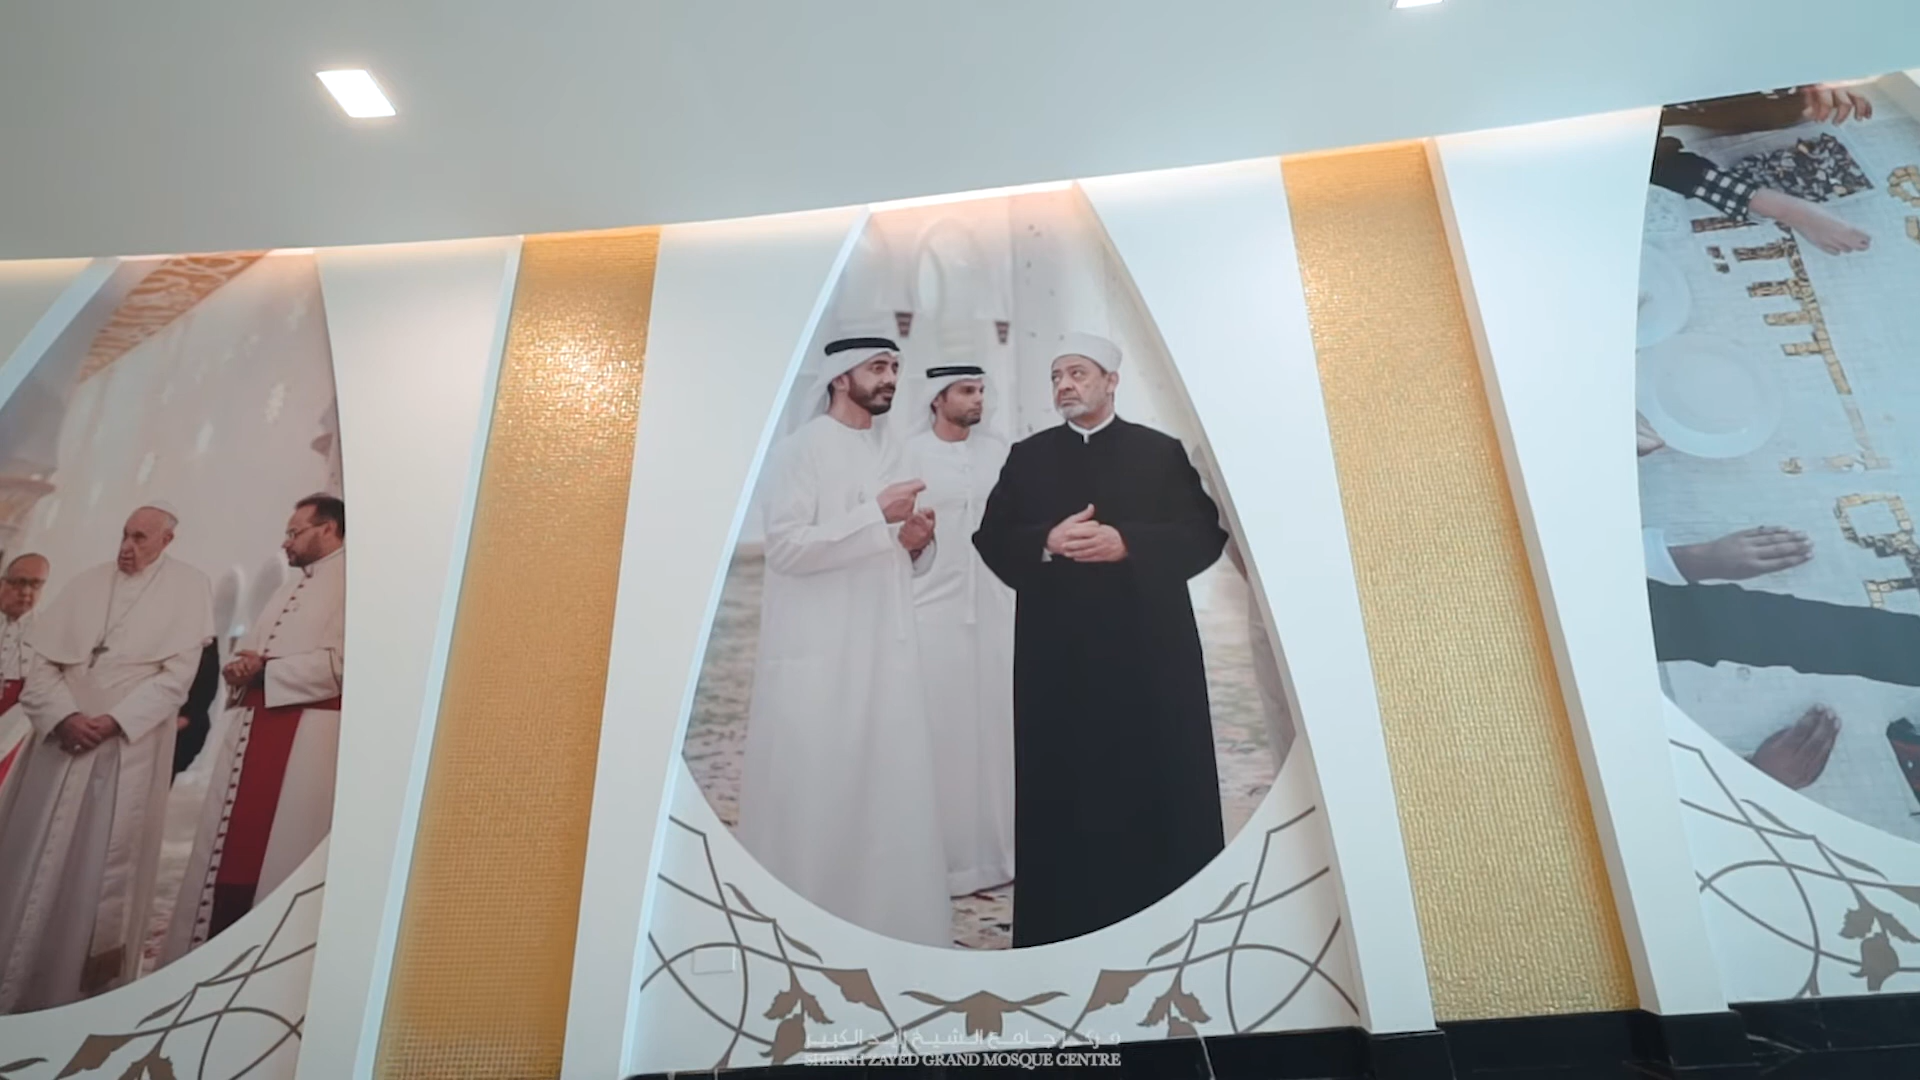 مركز جامع الشيخ زايد الكبير
SHEIKH ZAYED GRAND MOSQUE CENTRE